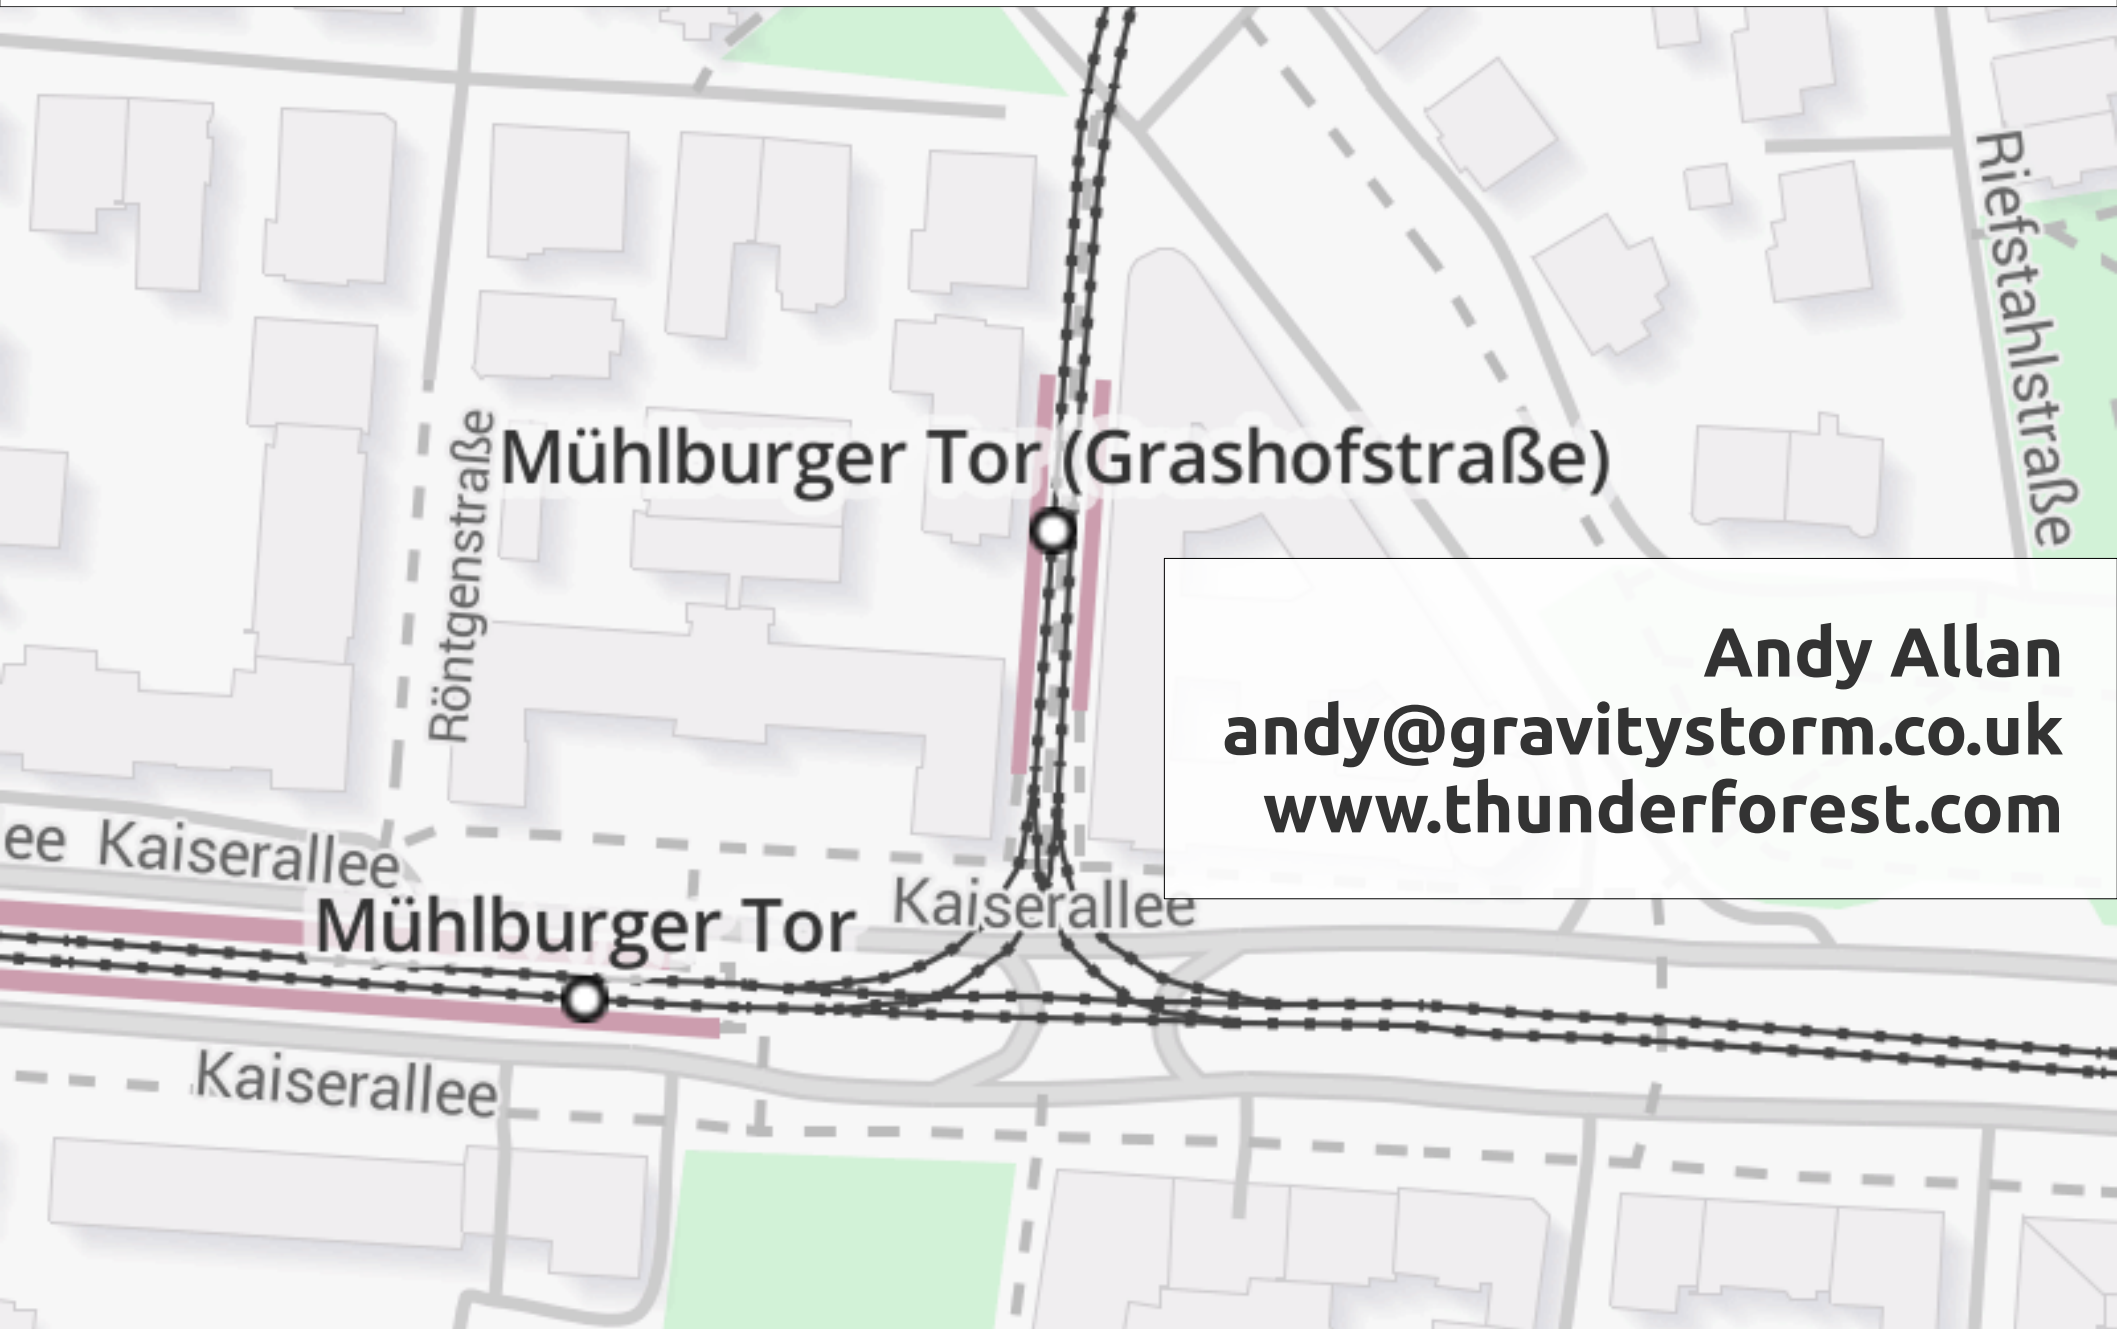 Riefstahlstraße
Röntgenstraße
Mühlburger Tor (Grashofstraße)
Andy Allan
andy@gravitystorm.co.uk
www.thunderforest.com
ee Kaiserallee
Kaiserallee
Mühlburger Tor
Kaiserallee